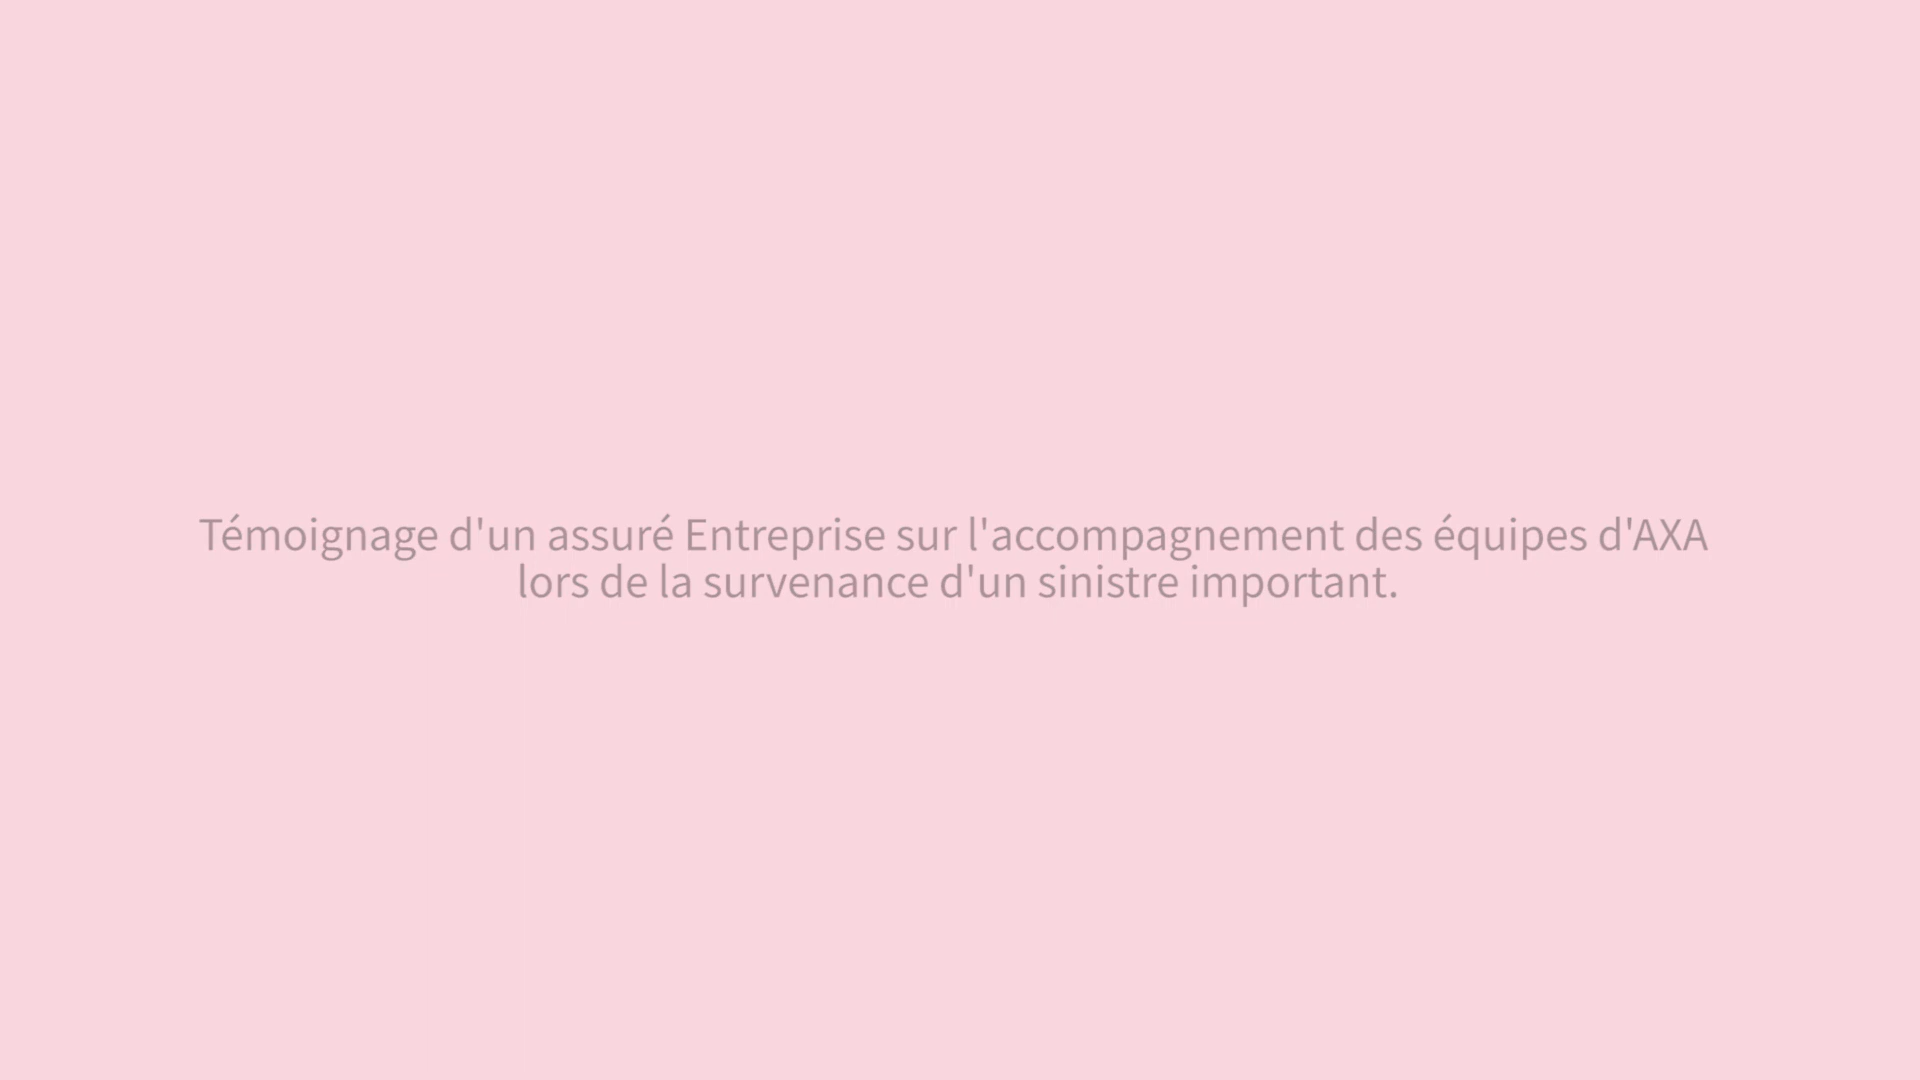 Témoignage d'un assuré Entreprise sur l'accompagnement des équipes d'AXA
lors de la survenance d'un sinistre important.